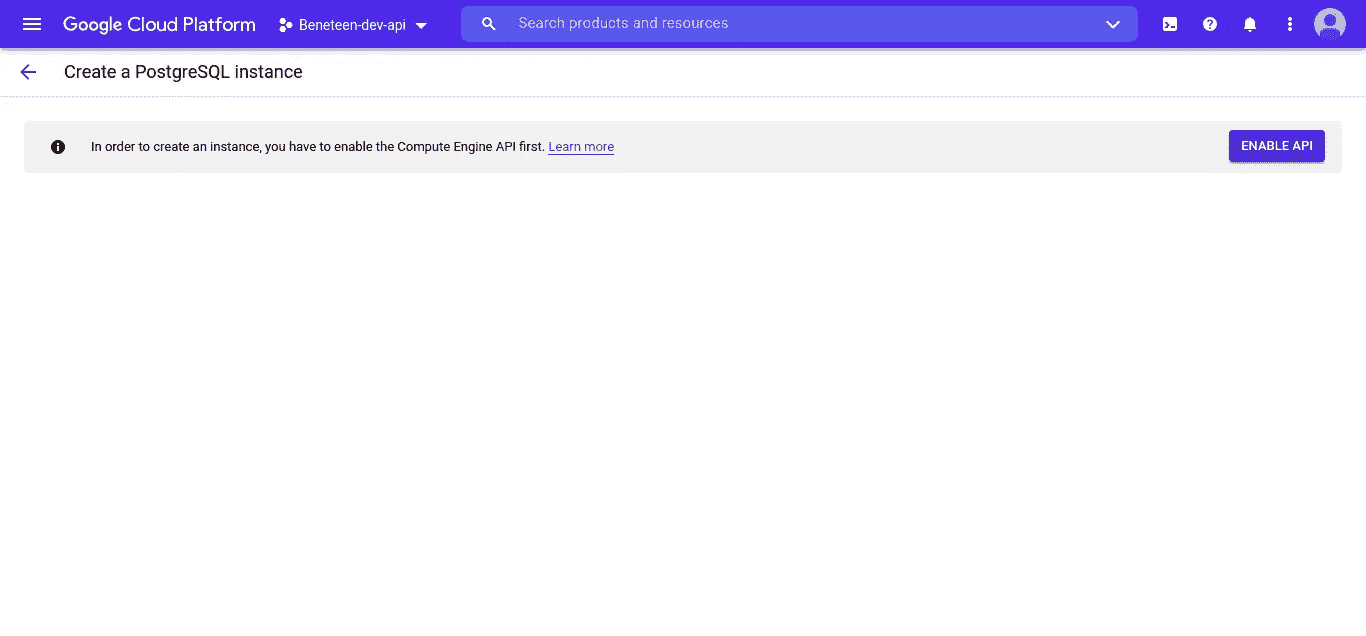 Google Cloud Platform Beneteen-dev-api Search products and resources
Create a PostgreSQL instance
In order to create an instance, you have to enable the Compute Engine API first. Learn more ENABLE API